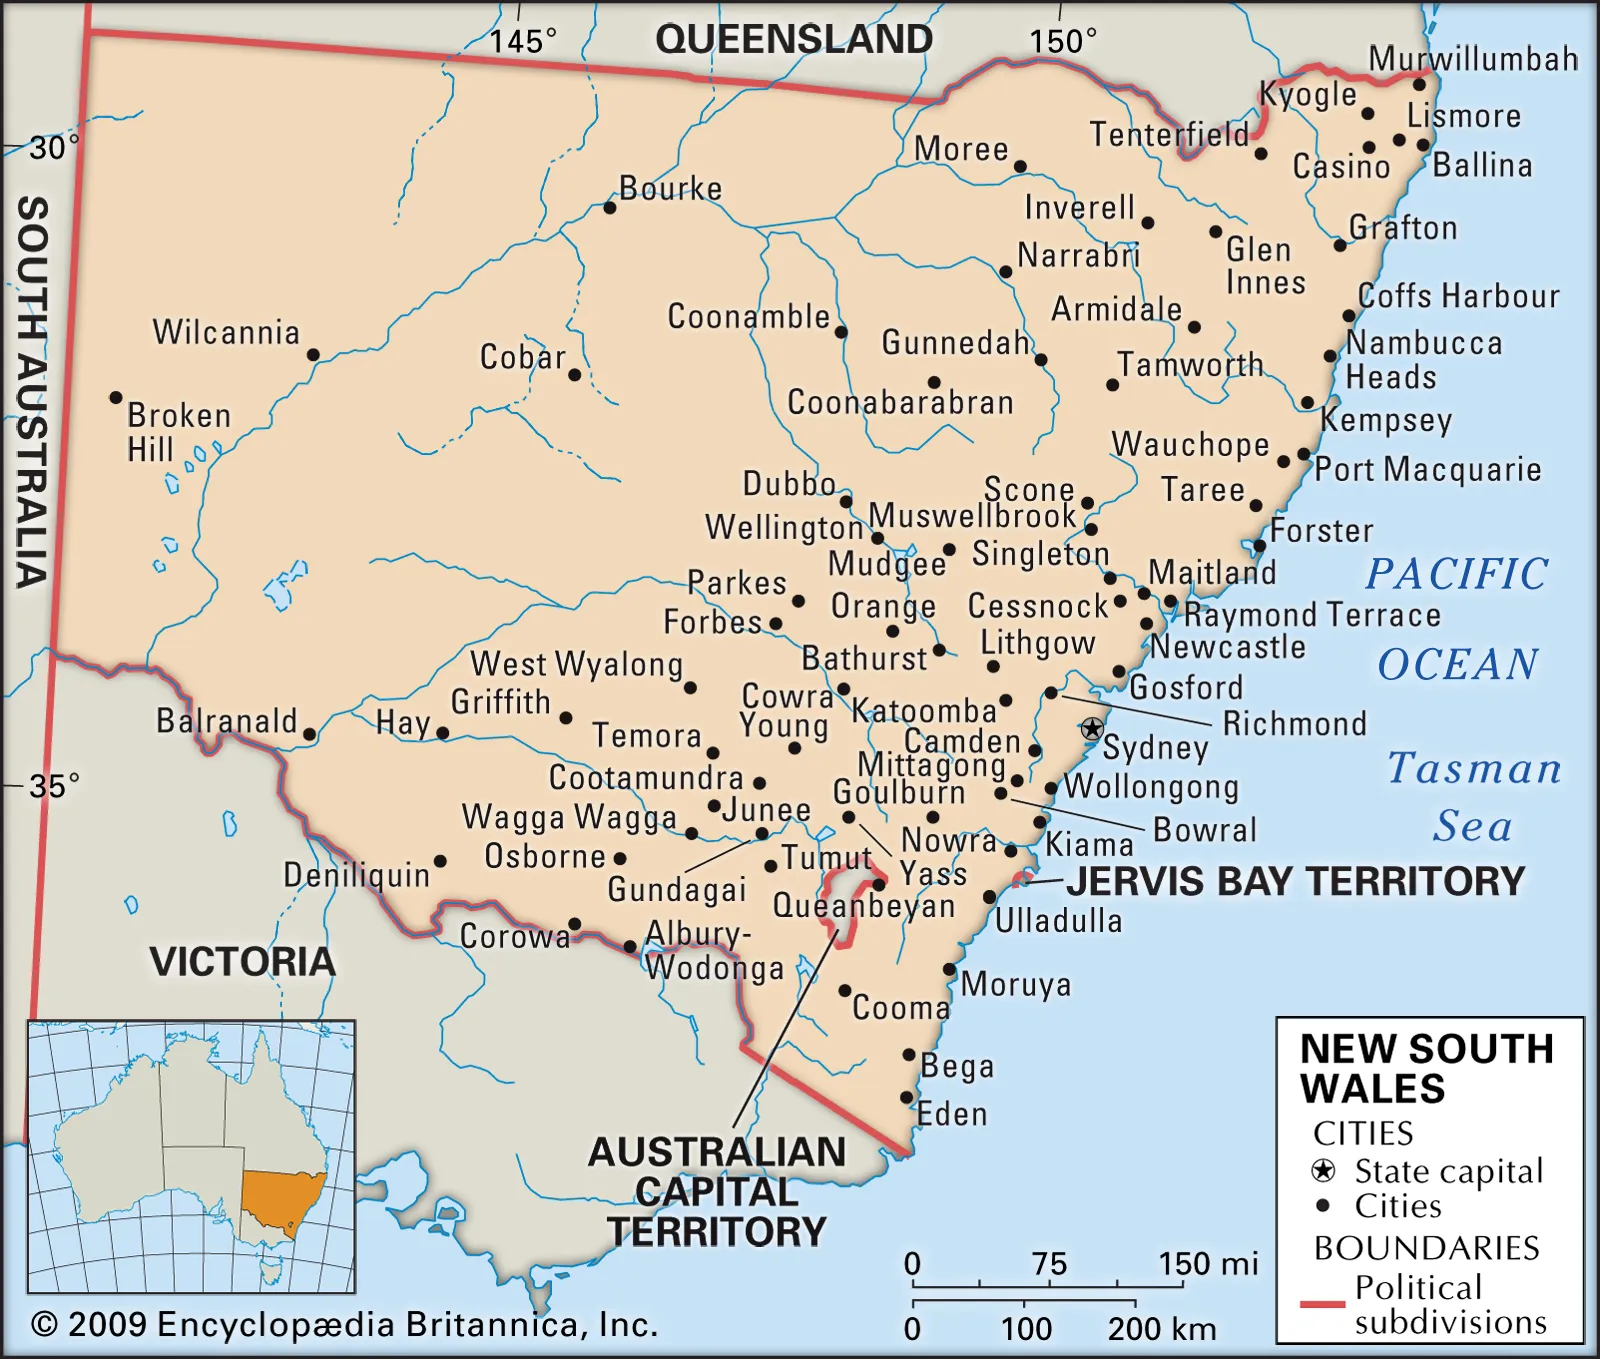 145°
QUEENSLAND
150°
Murwillumbah
Kyogle
Lismore
Tenterfield
30°
Moree
Casino
Ballina
SOUTH AUSTRALIA
Bourke
Inverell
Grafton
Narrabri
Glen
Innes
Coffs Harbour
Armidale
Coonamble
Wilcannia
Gunnedah
Nambucca
Heads
Cobar
Tamworth
Coonabarabran
Broken
Hill
Kempsey
Wauchope
Port Macquarie
Dubbo
Scone
Taree
Muswellbrook
Wellington
Forster
Singleton
Mudgee
Maitland
PACIFIC
OCEAN
Parkes
Orange
Cessnock
Raymond Terrace
Forbes
Lithgow
Newcastle
Bathurst
West Wyalong
Gosford
Griffith
Cowra
Katoomba
Balranald
Hay
Young
Richmond
Temora
Camden
Sydney
Mittagong
Tasman
Sea
35°
Cootamundra
Goulburn
Wollongong
Junee
Wagga Wagga
Bowral
Nowra
Kiama
Osborne
Tumut
Yass
Deniliquin
Gundagai
JERVIS BAY TERRITORY
Queanbeyan
Ulladulla
Corowa
Albury-
Wodonga
VICTORIA
Moruya
Cooma
Bega
Eden
AUSTRALIAN
CAPITAL
TERRITORY
NEW SOUTH
WALES
CITIES
State capital
Cities
BOUNDARIES
Political
subdivisions
0 75 150 mi
0 100 200 km
© 2009 Encyclopædia Britannica, Inc.